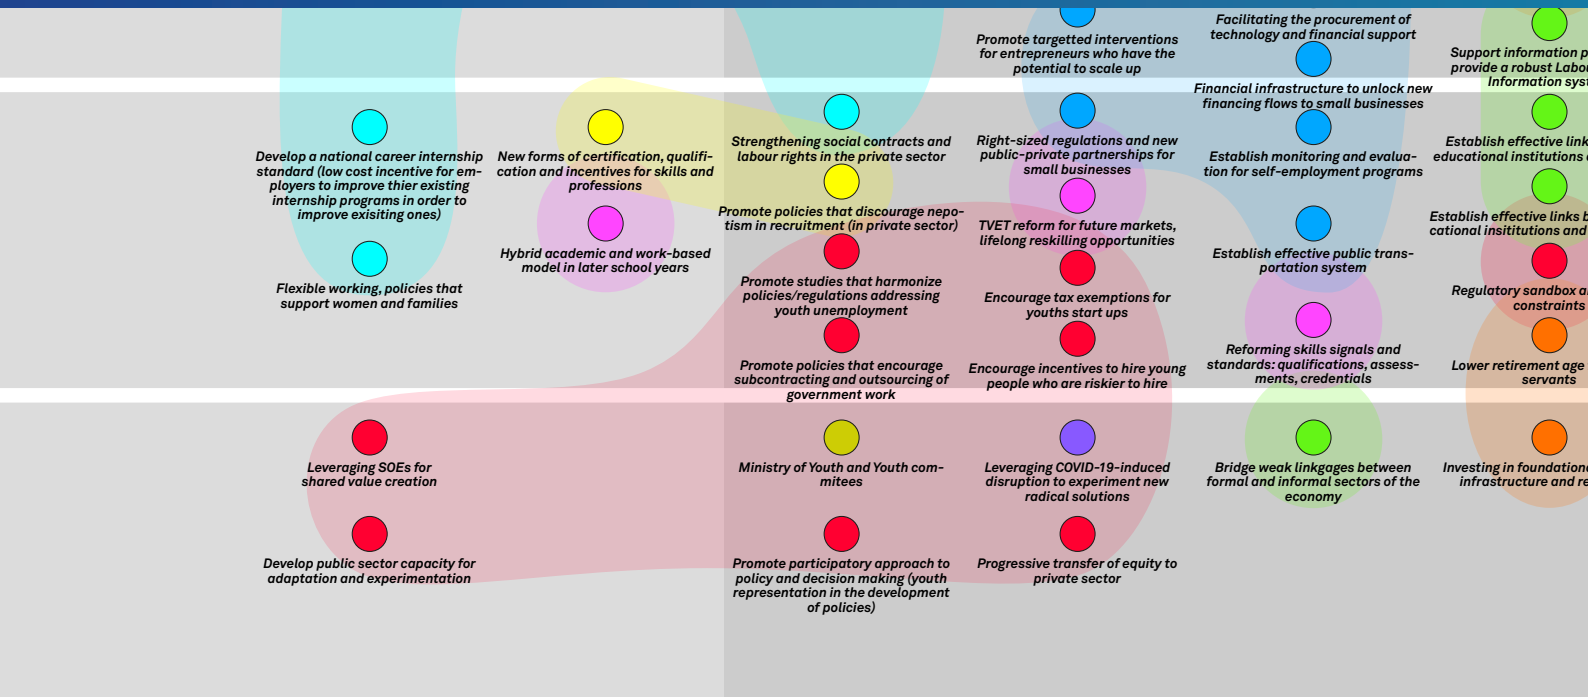 Facilitating the procurement of
technology and financial support
Promote targetted interventions
for entrepreneurs who have the
potential to scale up
Support information p
provide a robust Labou
Information syst
Financial infrastructure to unlock new
financing flows to small businesses
Develop a national career internship
standard (low cost incentive for em-
ployers to improve thier existing
internship programs in order to
improve exisiting ones)
New forms of certification, qualifi-
cation and incentives for skills and
professions
Strengthening social contracts and
labour rights in the private sector
Right-sized regulations and new
public-private partnerships for
small businesses
Establish monitoring and evalua-
tion for self-employment programs
Establish effective link
educational institutions
Promote policies that discourage nepo-
tism in recruitment (in private sector)
TVET reform for future markets,
lifelong reskilling opportunities
Establish effective links b
cational insititutions and
Hybrid academic and work-based
model in later school years
Establish effective public trans-
portation system
Flexible working, policies that
support women and families
Promote studies that harmonize
policies/regulations addressing
youth unemployment
Encourage tax exemptions for
youths start ups
Regulatory sandbox a
constraints
Promote policies that encourage
subcontracting and outsourcing of
government work
Encourage incentives to hire young
people who are riskier to hire
Reforming skills signals and
standards: qualifications, assess-
ments, credentials
Lower retirement age
servants
Leveraging SOEs for
shared value creation
Ministry of Youth and Youth com-
mitees
Leveraging COVID-19-induced
disruption to experiment new
radical solutions
Bridge weak linkgages between
formal and informal sectors of the
economy
Investing in foundation
infrastructure and re
Develop public sector capacity for
adaptation and experimentation
Promote participatory approach to
policy and decision making (youth
representation in the development
of policies)
Progressive transfer of equity to
private sector